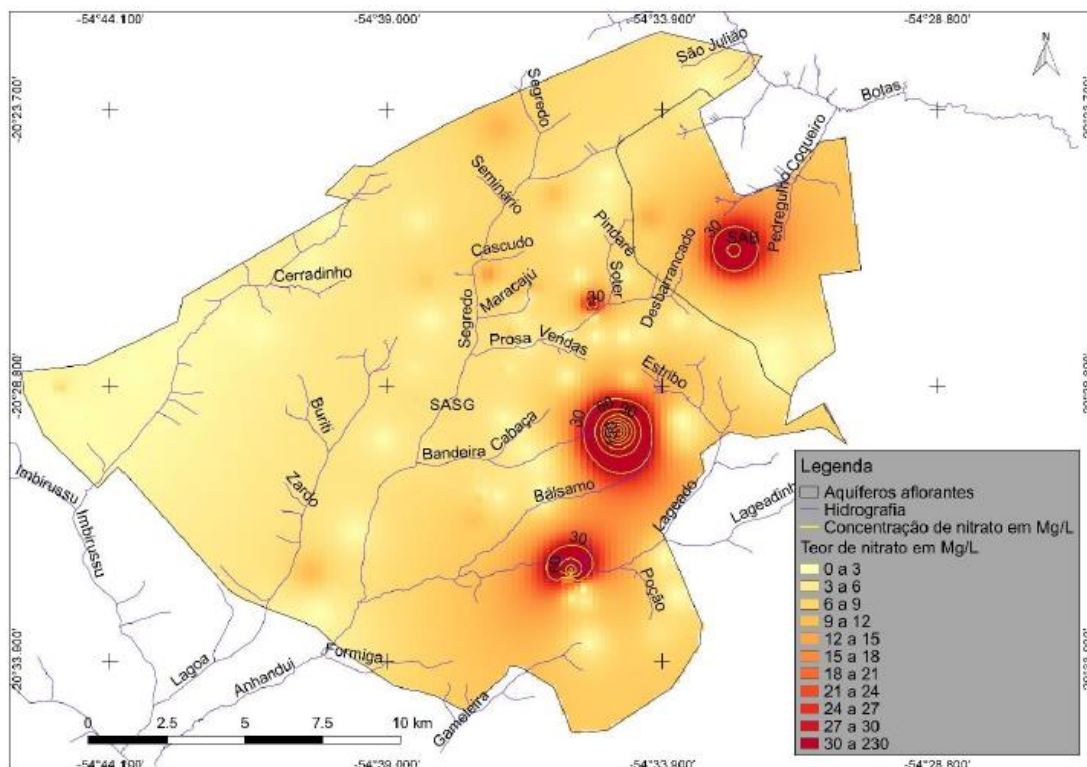 -54°44.100' -54°39.000' -54°33.900' -54°28.800'
N
São Julião
Segredo
Botas
-20°23.700'
Coqueiro
Seminário
Pindaré
Pedregulho
30
SAB
Cascudo
Cerradinho
Maracajú
Soter
Desbarrancado
30
Segredo
Prosa
Vendas
-20°28.800'
Estribo
SASG
Buriti
Cabaça
30
Bandeira
Imbirussu
Bálsamo
Zardo
Lageado
Imbirussu
30
Poção
Formiga
Lagoa
Anhanduj
Gameleira
0 2.5 5 7.5 10 km
-54°44.100' -54°39.000' -54°33.900' -54°28.800'
Legenda
Aquíferos aflorantes
Hidrografia
Concentração de nitrato em Mg/L
Teor de nitrato em Mg/L
0 a 3
3 a 6
6 a 9
9 a 12
12 a 15
15 a 18
18 a 21
21 a 24
24 a 27
27 a 30
30 a 230